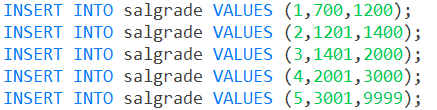 INSERT INTO salgrade VALUES (1,700,1200);
INSERT INTO salgrade VALUES (2,1201,1400);
INSERT INTO salgrade VALUES (3,1401,2000);
INSERT INTO salgrade VALUES (4,2001,3000);
INSERT INTO salgrade VALUES (5,3001,9999);